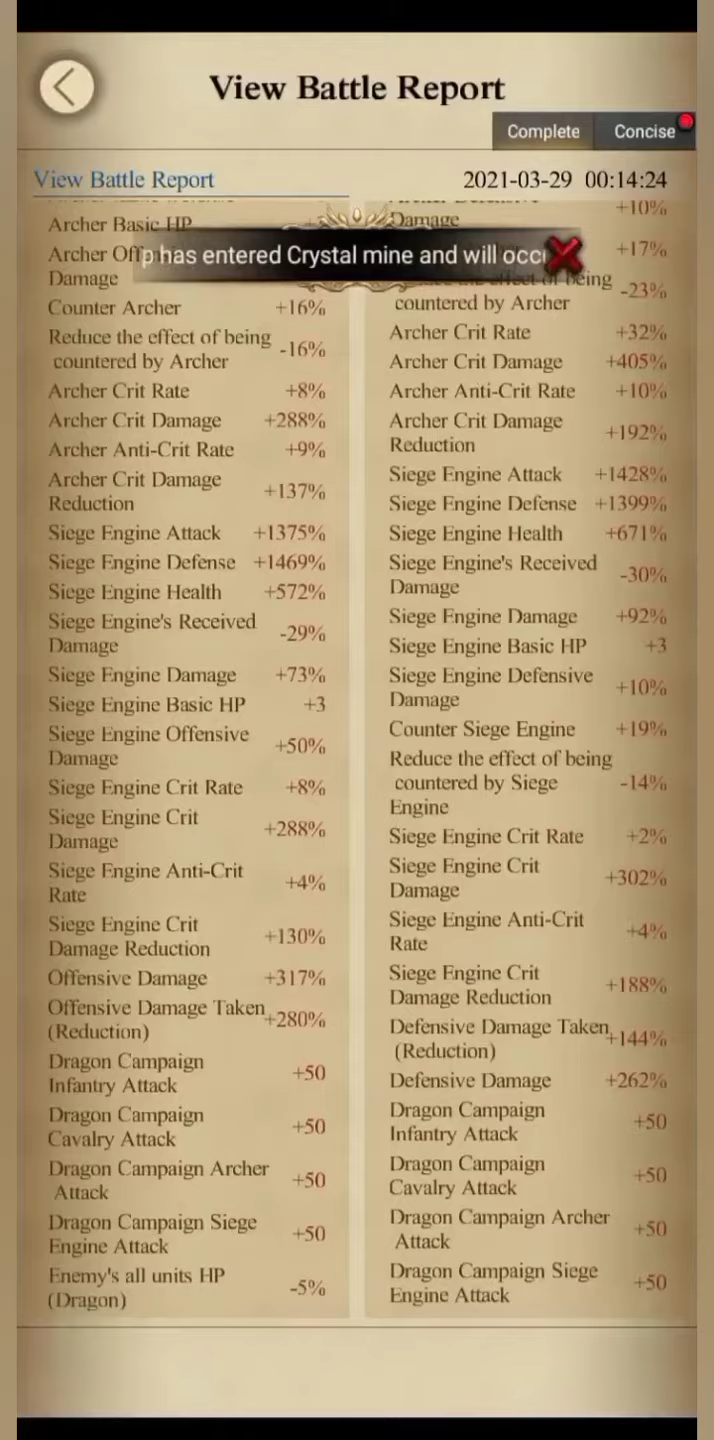 View Battle Report
Complete
Concise
View Battle Report
2021-03-29 00:14:24
Archer Basic HP
Archer
Damage
p has entered Crystal mine and will
Counter Archer +16%
Reduce the effect of being
countered by Archer -16%
Archer Crit Rate +8%
Archer Crit Damage +288%
Archer Anti-Crit Rate +9%
Archer Crit Damage
Reduction +137%
Siege Engine Attack +1375%
Siege Engine Defense +1469%
Siege Engine Health +572%
Siege Engine's Received
Damage -29%
Siege Engine Damage +73%
Siege Engine Basic HP +3
Siege Engine Offensive
Damage +50%
Siege Engine Crit Rate +8%
Siege Engine Crit
Damage +288%
Siege Engine Anti-Crit
Rate +4%
Siege Engine Crit
Damage Reduction +130%
Offensive Damage +317%
Offensive Damage Taken
(Reduction) +280%
Dragon Campaign
Infantry Attack +50
Dragon Campaign
Cavalry Attack +50
Dragon Campaign Archer
Attack +50
Dragon Campaign Siege
Engine Attack +50
Enemy's all units HP
(Dragon) -5%
Damage +10%
+17%
the effect of being
countered by Archer -23%
Archer Crit Rate +32%
Archer Crit Damage +405%
Archer Anti-Crit Rate +10%
Archer Crit Damage
Reduction +192%
Siege Engine Attack +1428%
Siege Engine Defense +1399%
Siege Engine Health +671%
Siege Engine's Received
Damage -30%
Siege Engine Damage +92%
Siege Engine Basic HP +3
Siege Engine Defensive
Damage +10%
Counter Siege Engine +19%
Reduce the effect of being
countered by Siege
Engine -14%
Siege Engine Crit Rate +2%
Siege Engine Crit
Damage +302%
Siege Engine Anti-Crit
Rate +4%
Siege Engine Crit
Damage Reduction +188%
Defensive Damage Taken
(Reduction) +144%
Defensive Damage +262%
Dragon Campaign
Infantry Attack +50
Dragon Campaign
Cavalry Attack +50
Dragon Campaign Archer
Attack +50
Dragon Campaign Siege
Engine Attack +50